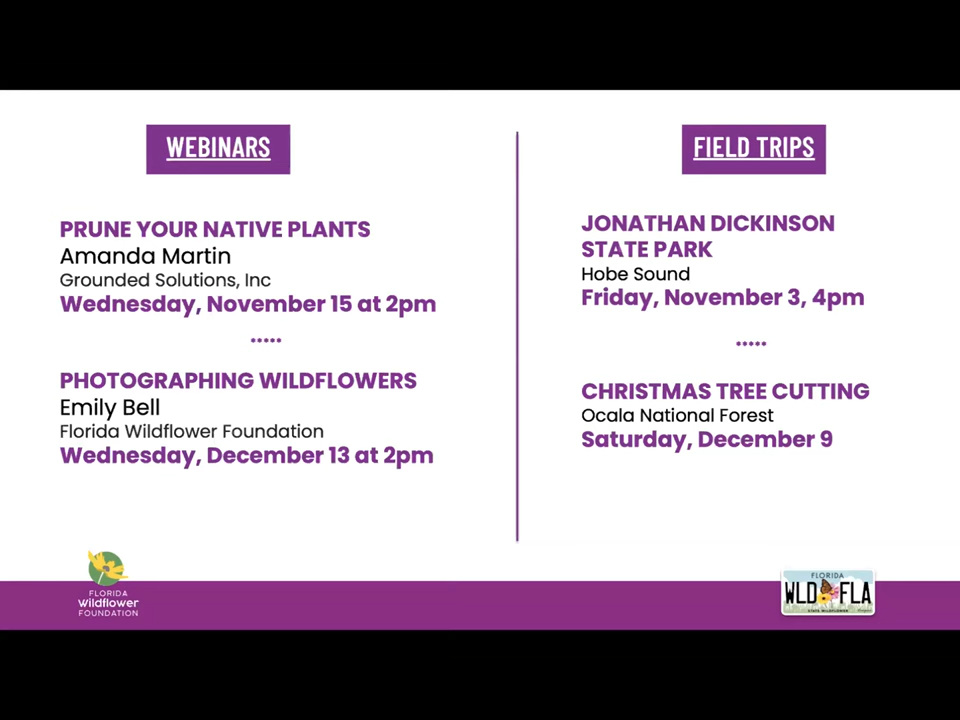 WEBINARS
PRUNE YOUR NATIVE PLANTS
Amanda Martin
Grounded Solutions, Inc
Wednesday, November 15 at 2pm
.....
PHOTOGRAPHING WILDFLOWERS
Emily Bell
Florida Wildflower Foundation
Wednesday, December 13 at 2pm
FIELD TRIPS
JONATHAN DICKINSON
STATE PARK
Hobe Sound
Friday, November 3, 4pm
.....
CHRISTMAS TREE CUTTING
Ocala National Forest
Saturday, December 9
FLORIDA
wildflower
FOUNDATION
FLORIDA
WLD FLA
STATE WILDFLOWER